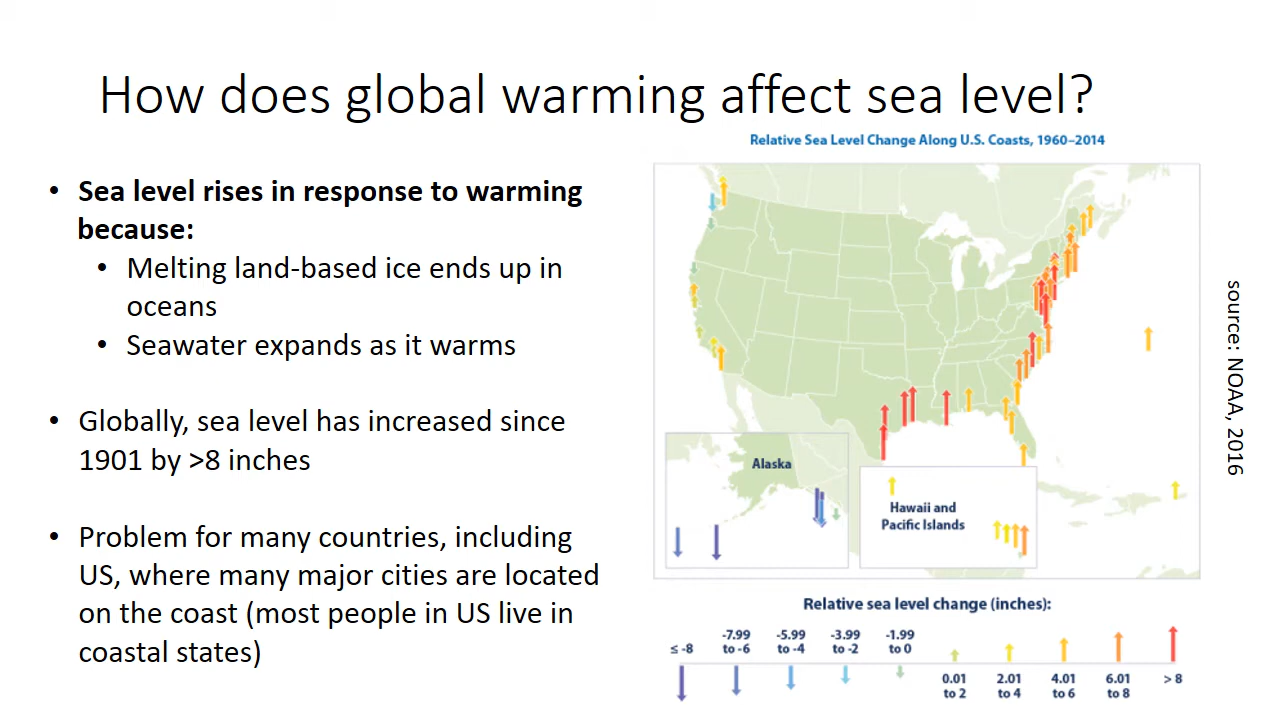 How does global warming affect sea level?
Relative Sea Level Change Along U.S. Coasts, 1960–2014
• Sea level rises in response to warming
because:
• Melting land-based ice ends up in
oceans
• Seawater expands as it warms
• Globally, sea level has increased since
1901 by >8 inches
• Problem for many countries, including
US, where many major cities are located
on the coast (most people in US live in
coastal states)
Alaska
Hawaii and
Pacific Islands
source: NOAA, 2016
Relative sea level change (inches):
≤ -8
-7.99
to -6
-5.99
to -4
-3.99
to -2
-1.99
to 0
0.01
to 2
2.01
to 4
4.01
to 6
6.01
to 8
> 8